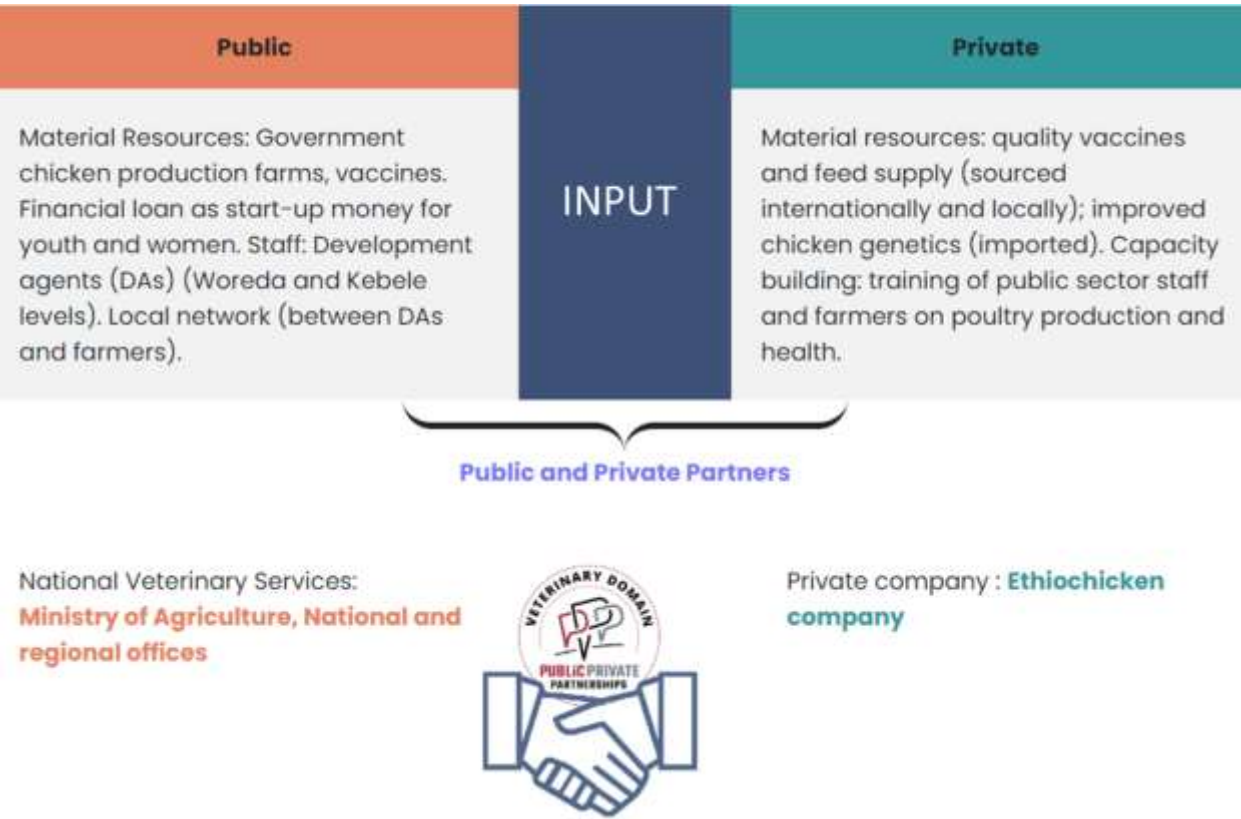 Public
Private
Material Resources: Government
chicken production farms, vaccines.
Financial loan as start-up money for
youth and women. Staff: Development
agents (DAs) (Woreda and Kebele
levels). Local network (between DAs
and farmers).
INPUT
Material resources: quality vaccines
and feed supply (sourced
internationally and locally); improved
chicken genetics (imported). Capacity
building: training of public sector staff
and farmers on poultry production and
health.
Public and Private Partners
National Veterinary Services:
Ministry of Agriculture, National and
regional offices
VETERINARY DOMAIN
PPP
V
PUBLIC PRIVATE
PARTNERSHIPS
Private company : Ethiochicken
company